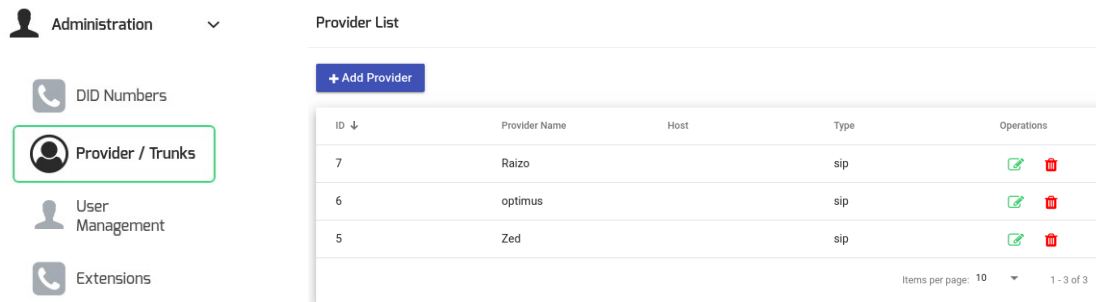 Administration
DID Numbers
Provider / Trunks
User
Management
Extensions
Provider List
+ Add Provider
ID Provider Name Host Type Operations
7 Raizo sip
6 optimus sip
5 Zed sip
Items per page: 10 1 - 3 of 3